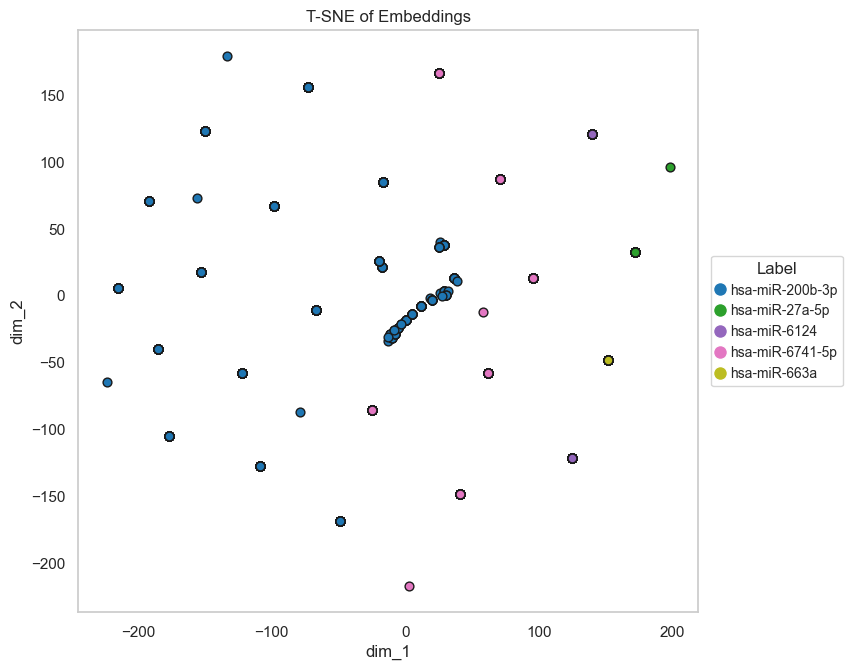 T-SNE of Embeddings
150
100
50
0
−50
−100
−150
−200
dim_2
−200
−100
0
100
200
dim_1
Label
hsa-miR-200b-3p
hsa-miR-27a-5p
hsa-miR-6124
hsa-miR-6741-5p
hsa-miR-663a